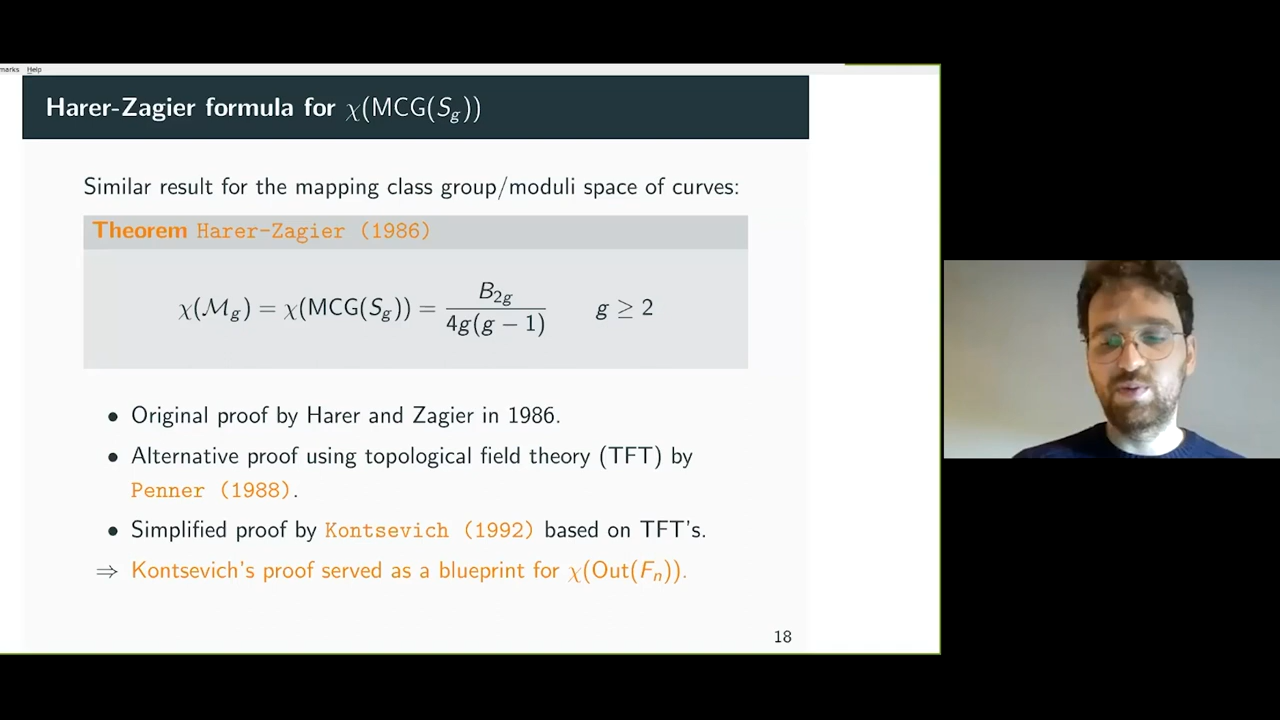 marks Help
Harer-Zagier formula for χ(MCG(S_g))
Similar result for the mapping class group/moduli space of curves:
Theorem Harer-Zagier (1986)
χ(M_g) = χ(MCG(S_g)) = B_{2g} / 4g(g − 1)    g ≥ 2
• Original proof by Harer and Zagier in 1986.
• Alternative proof using topological field theory (TFT) by
Penner (1988).
• Simplified proof by Kontsevich (1992) based on TFT's.
⇒ Kontsevich's proof served as a blueprint for χ(Out(F_n)).
18